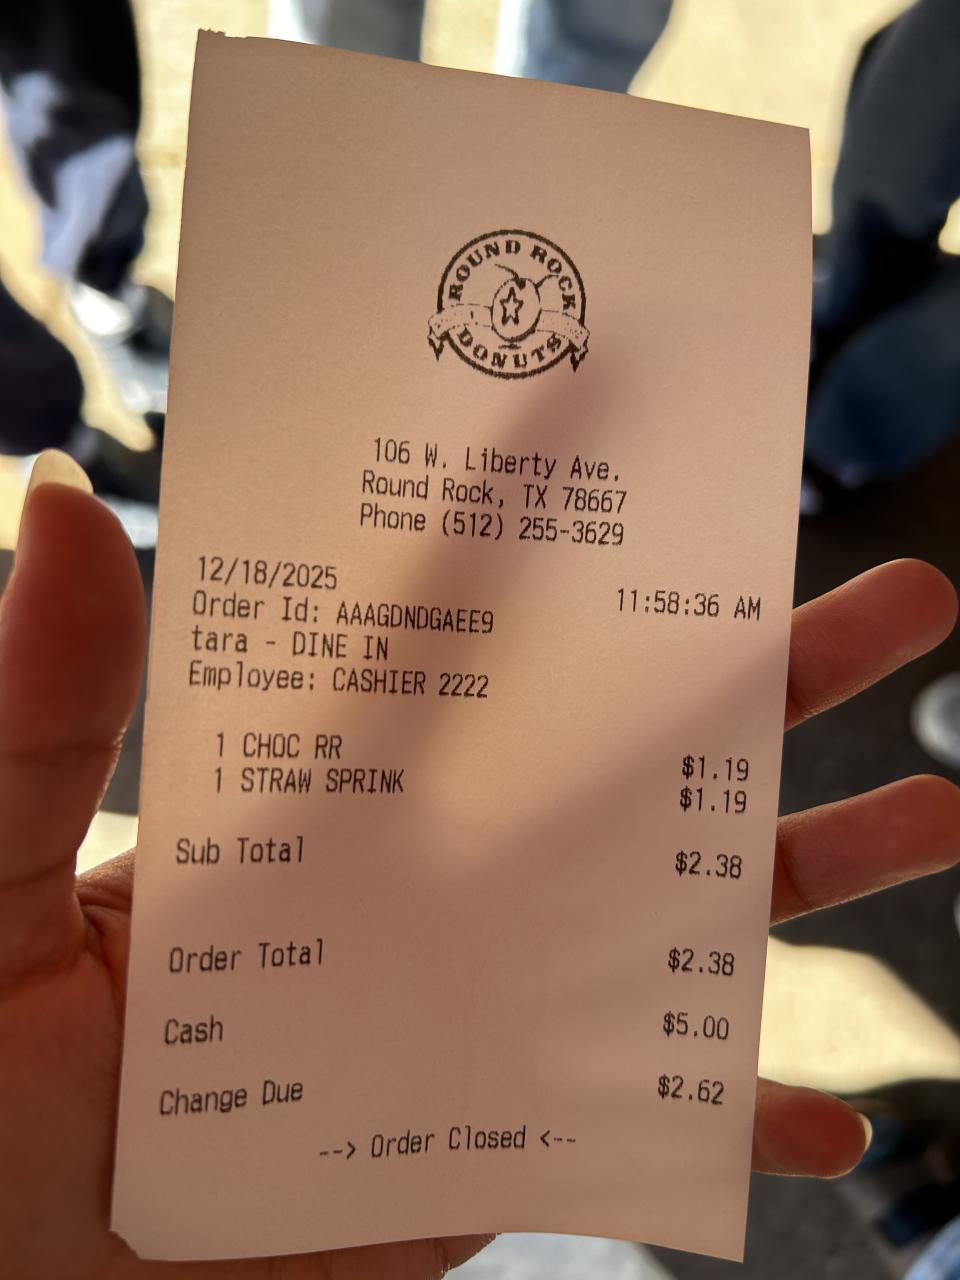 ROUND ROCK
DONUTS
106 W. Liberty Ave.
Round Rock, TX 78667
Phone (512) 255-3629
12/18/2025 11:58:36 AM
Order Id: AAAGDNDGAEE9
tara - DINE IN
Employee: CASHIER 2222
1 CHOC RR $1.19
1 STRAW SPRINK $1.19
Sub Total $2.38
Order Total $2.38
Cash $5.00
Change Due $2.62
--> Order Closed <--